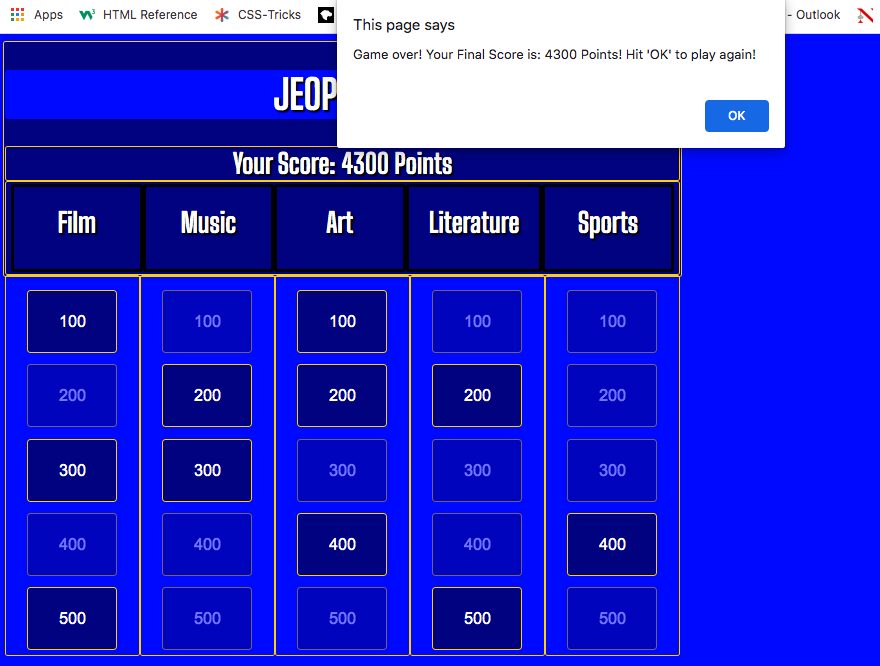 Apps HTML Reference CSS-Tricks - Outlook
This page says
Game over! Your Final Score is: 4300 Points! Hit 'OK' to play again!
OK
JEOP
Your Score: 4300 Points
Film Music Art Literature Sports
100 100 100 100 100
200 200 200 200 200
300 300 300 300 300
400 400 400 400 400
500 500 500 500 500